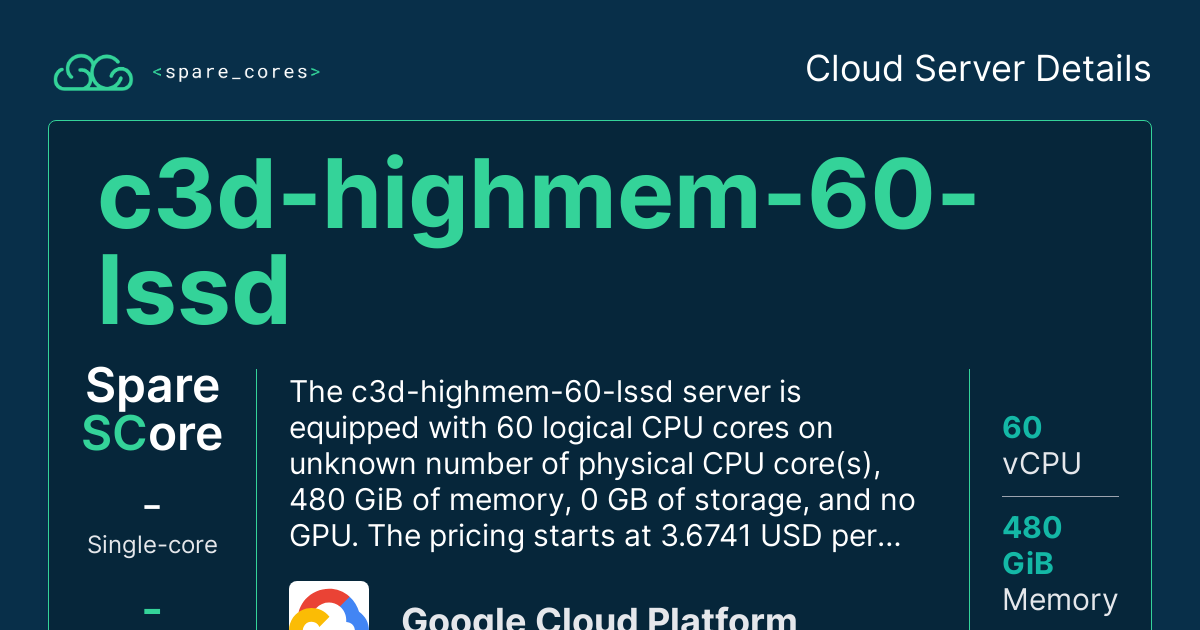 <spare_cores>
Cloud Server Details
c3d-highmem-60-
lssd
Spare
SCore
–
Single-core
–
The c3d-highmem-60-lssd server is
equipped with 60 logical CPU cores on
unknown number of physical CPU core(s),
480 GiB of memory, 0 GB of storage, and no
GPU. The pricing starts at 3.6741 USD per...
Google Cloud Platform
60
vCPU
480
GiB
Memory